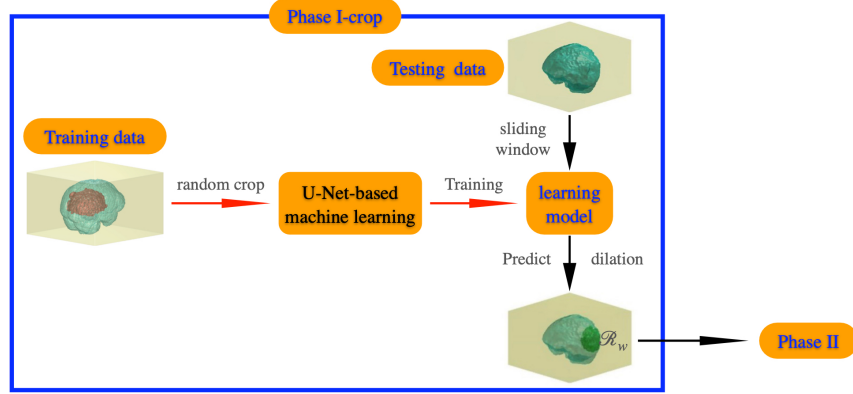 Phase I-crop
Testing data
Training data
sliding
window
random crop
U-Net-based
machine learning
Training
learning
model
Predict
dilation
ℛw
Phase II